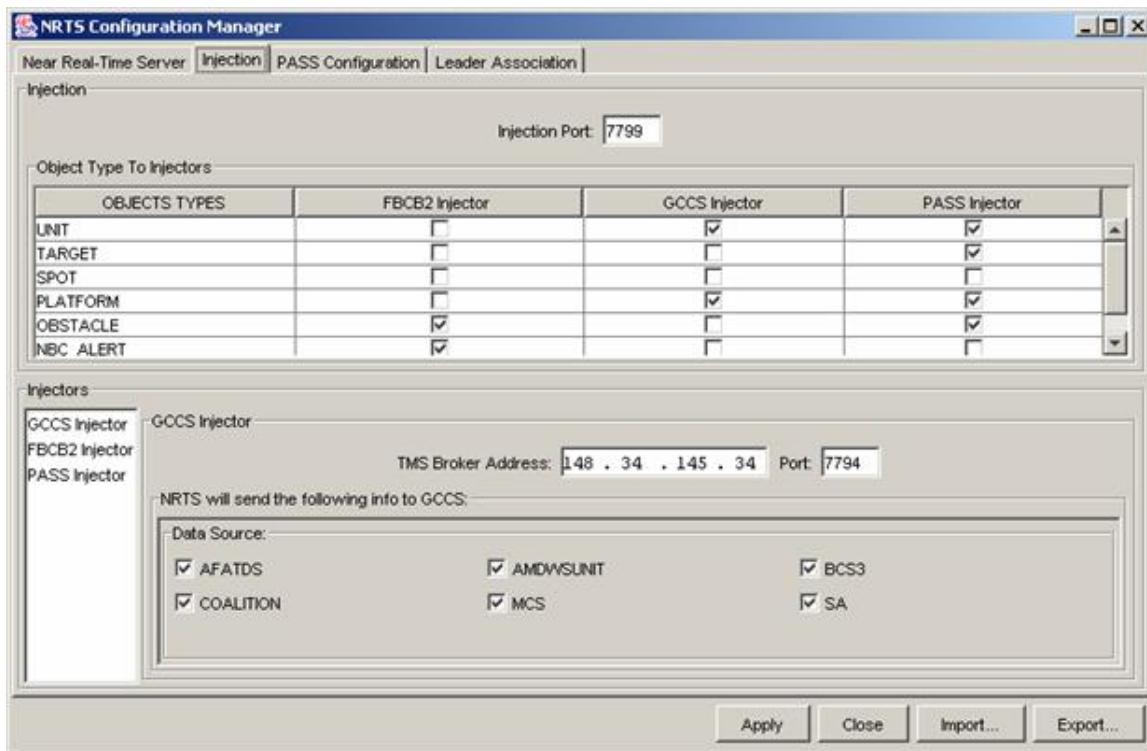 NRTS Configuration Manager
Near Real-Time Server Injection PASS Configuration Leader Association
Injection
Injection Port: 7799
Object Type To Injectors
OBJECTS TYPES FBCB2 Injector GCCS Injector PASS Injector
UNIT
TARGET
SPOT
PLATFORM
OBSTACLE
NBC ALERT
Injectors
GCCS Injector
FBCB2 Injector
PASS Injector
GCCS Injector
TMS Broker Address: 148 . 34 . 145 . 34 Port: 7794
NRTS will send the following info to GCCS:
Data Source:
AFATDS AMDWSUNIT BCS3
COALITION MCS SA
Apply Close Import... Export...